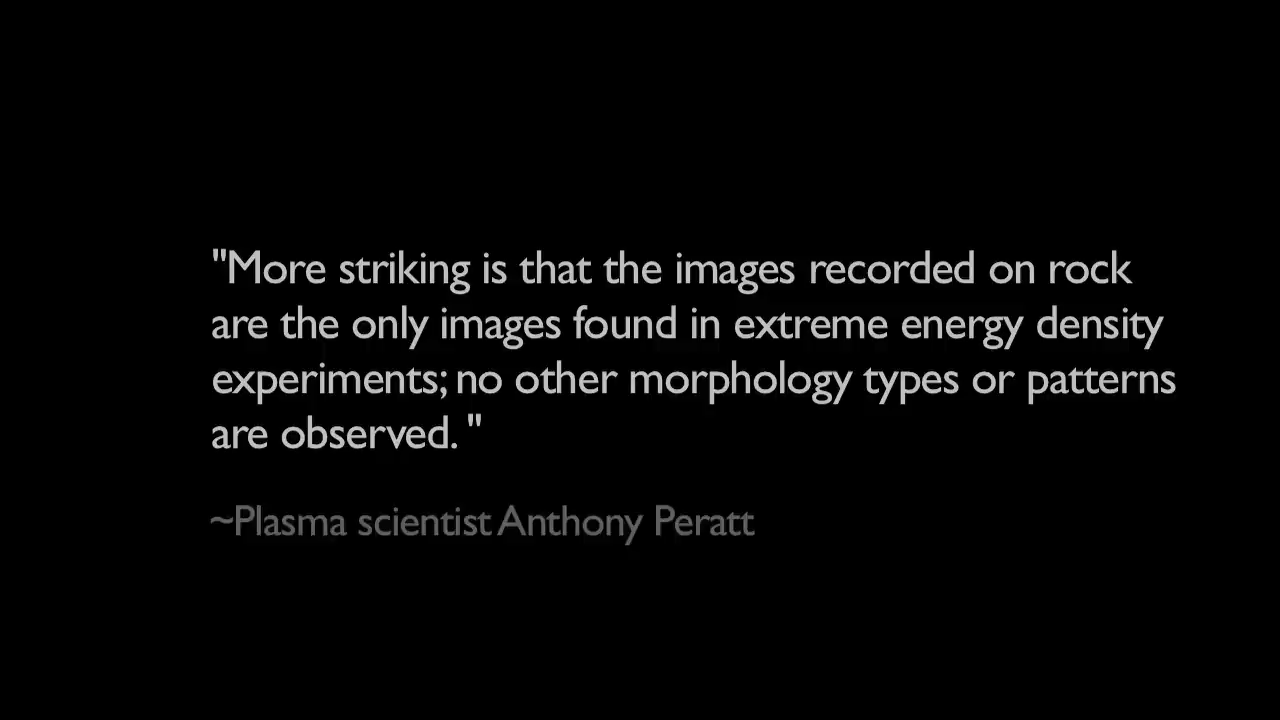 "More striking is that the images recorded on rock
are the only images found in extreme energy density
experiments; no other morphology types or patterns
are observed. "
~Plasma scientist Anthony Peratt